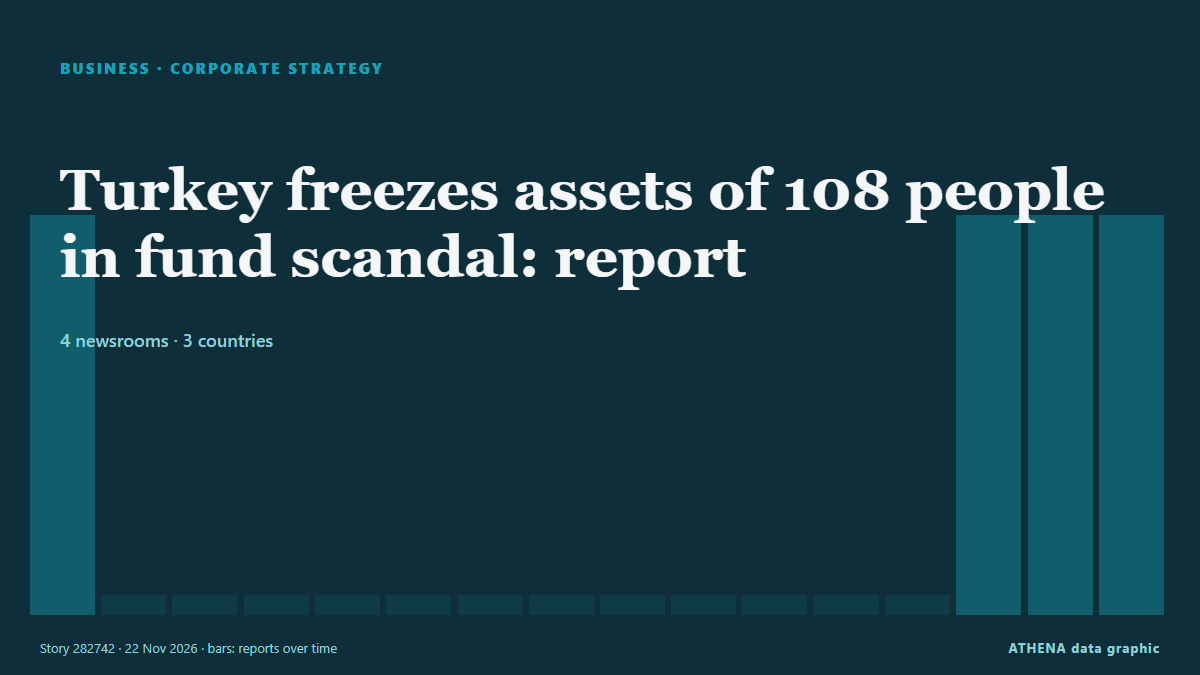 BUSINESS · CORPORATE STRATEGY
Turkey freezes assets of 108 people
in fund scandal: report
4 newsrooms · 3 countries
Story 282742 · 22 Nov 2026 · bars: reports over time
ATHENA data graphic